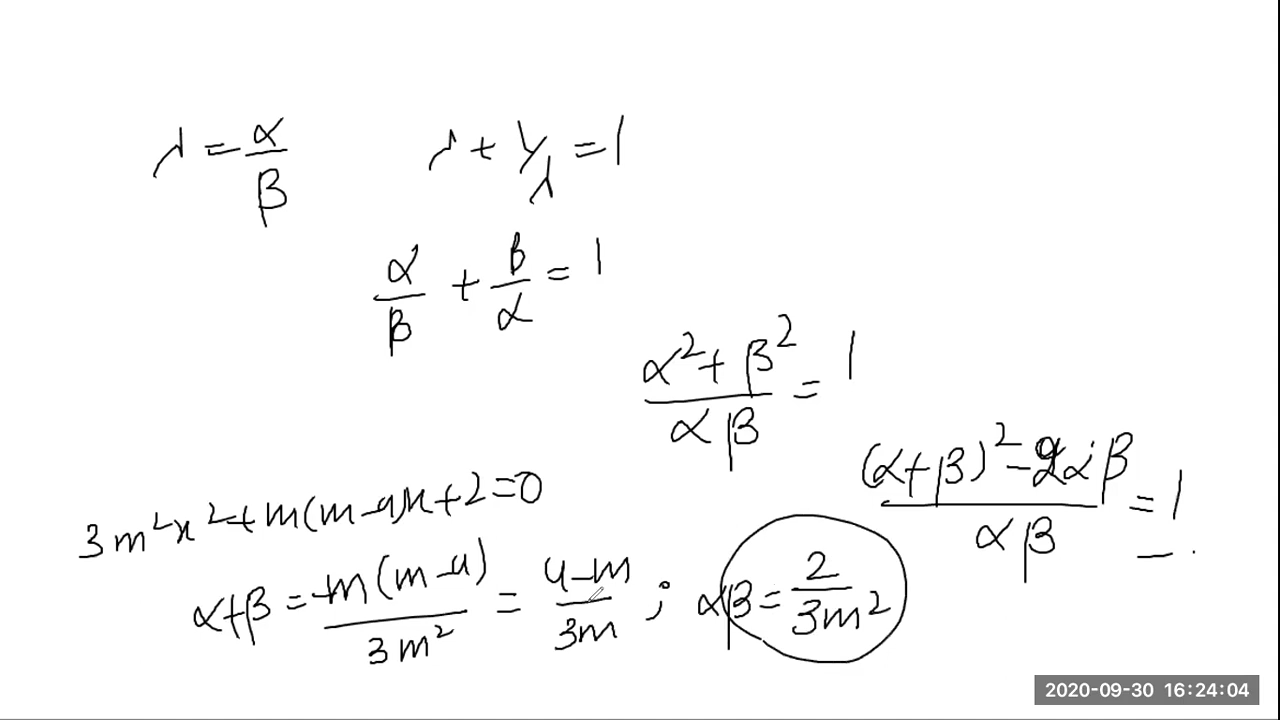 λ = α/β λ + 1/λ = 1
α/β + β/α = 1
(α² + β²)/(αβ) = 1
((α+β)² - 2αβ)/(αβ) = 1
3m²x² + m(m-4)x + 2 = 0
α+β = -m(m-4)/3m² = (4-m)/3m ; αβ = 2/3m²
2020-09-30 16:24:04